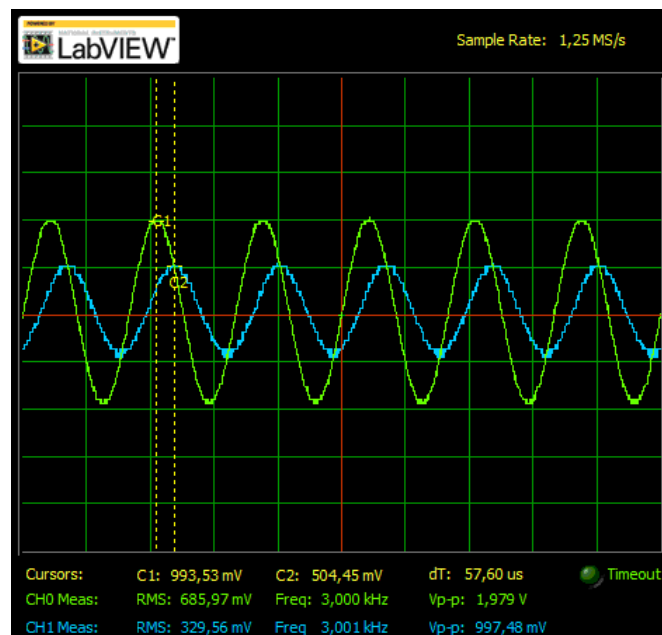 POWERED BY
NATIONAL INSTRUMENTS
LabVIEW™
Sample Rate: 1,25 MS/s
C1
C2
Cursors: C1: 993,53 mV C2: 504,45 mV dT: 57,60 us Timeout
CH0 Meas: RMS: 685,97 mV Freq: 3,000 kHz Vp-p: 1,979 V
CH1 Meas: RMS: 329,56 mV Freq 3,001 kHz Vp-p: 997,48 mV